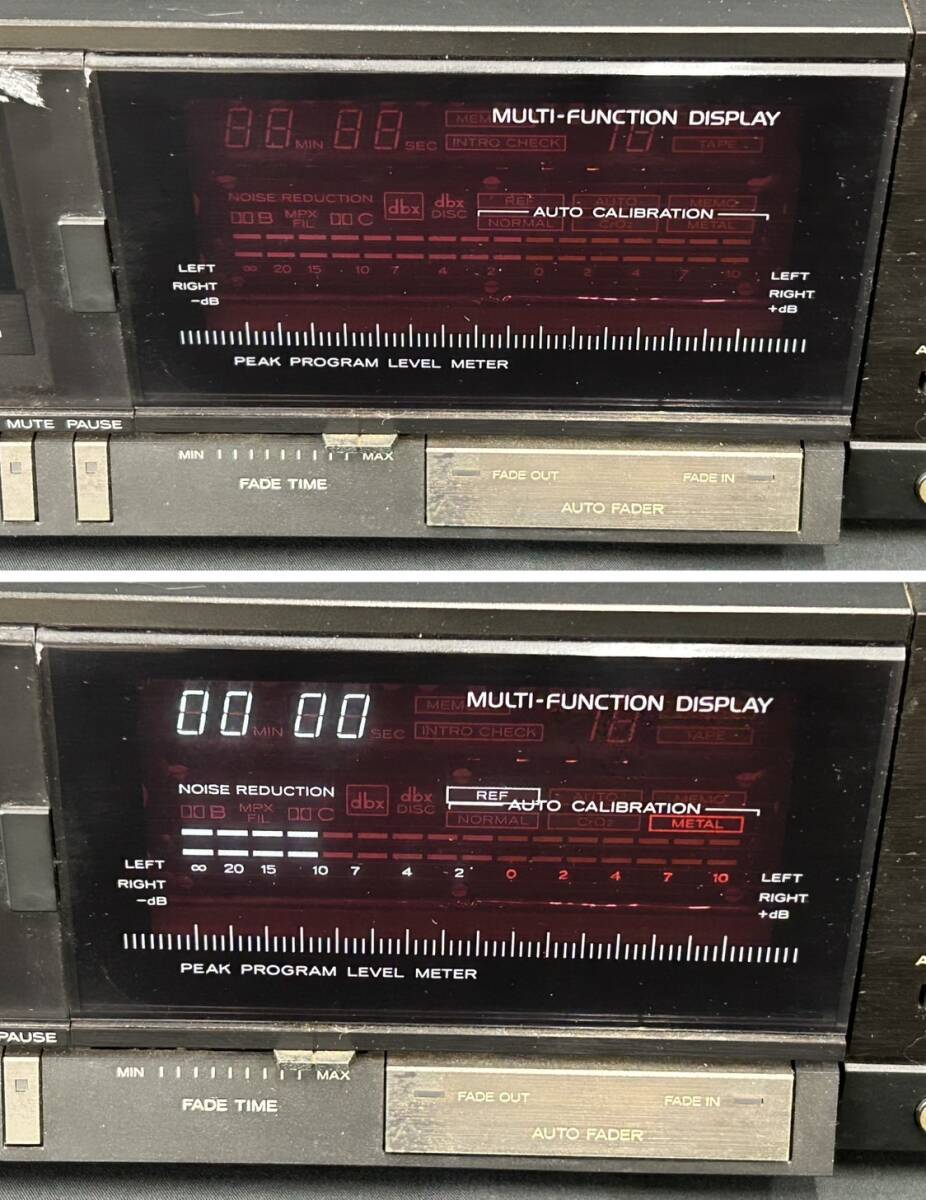 MULTI-FUNCTION DISPLAY
88 MIN 88 SEC
INTRO CHECK 18 TAPE
NOISE REDUCTION dbx dbx DISC REF AUTO MEMO
B MPX FIL C NORMAL CrO₂ METAL
AUTO CALIBRATION
LEFT ∞ 20 15 10 7 4 2 0 2 4 7 10 LEFT
RIGHT RIGHT
-dB +dB
PEAK PROGRAM LEVEL METER
MUTE PAUSE
MIN MAX
FADE TIME
FADE OUT FADE IN
AUTO FADER
MULTI-FUNCTION DISPLAY
00 MIN 00 SEC
INTRO CHECK 18 TAPE
NOISE REDUCTION dbx dbx DISC REF AUTO MEMO
AUTO CALIBRATION
B MPX FIL C NORMAL CrO₂ METAL
LEFT ∞ 20 15 10 7 4 2 0 2 4 7 10 LEFT
RIGHT RIGHT
-dB +dB
PEAK PROGRAM LEVEL METER
PAUSE
MIN MAX
FADE TIME
FADE OUT FADE IN
AUTO FADER